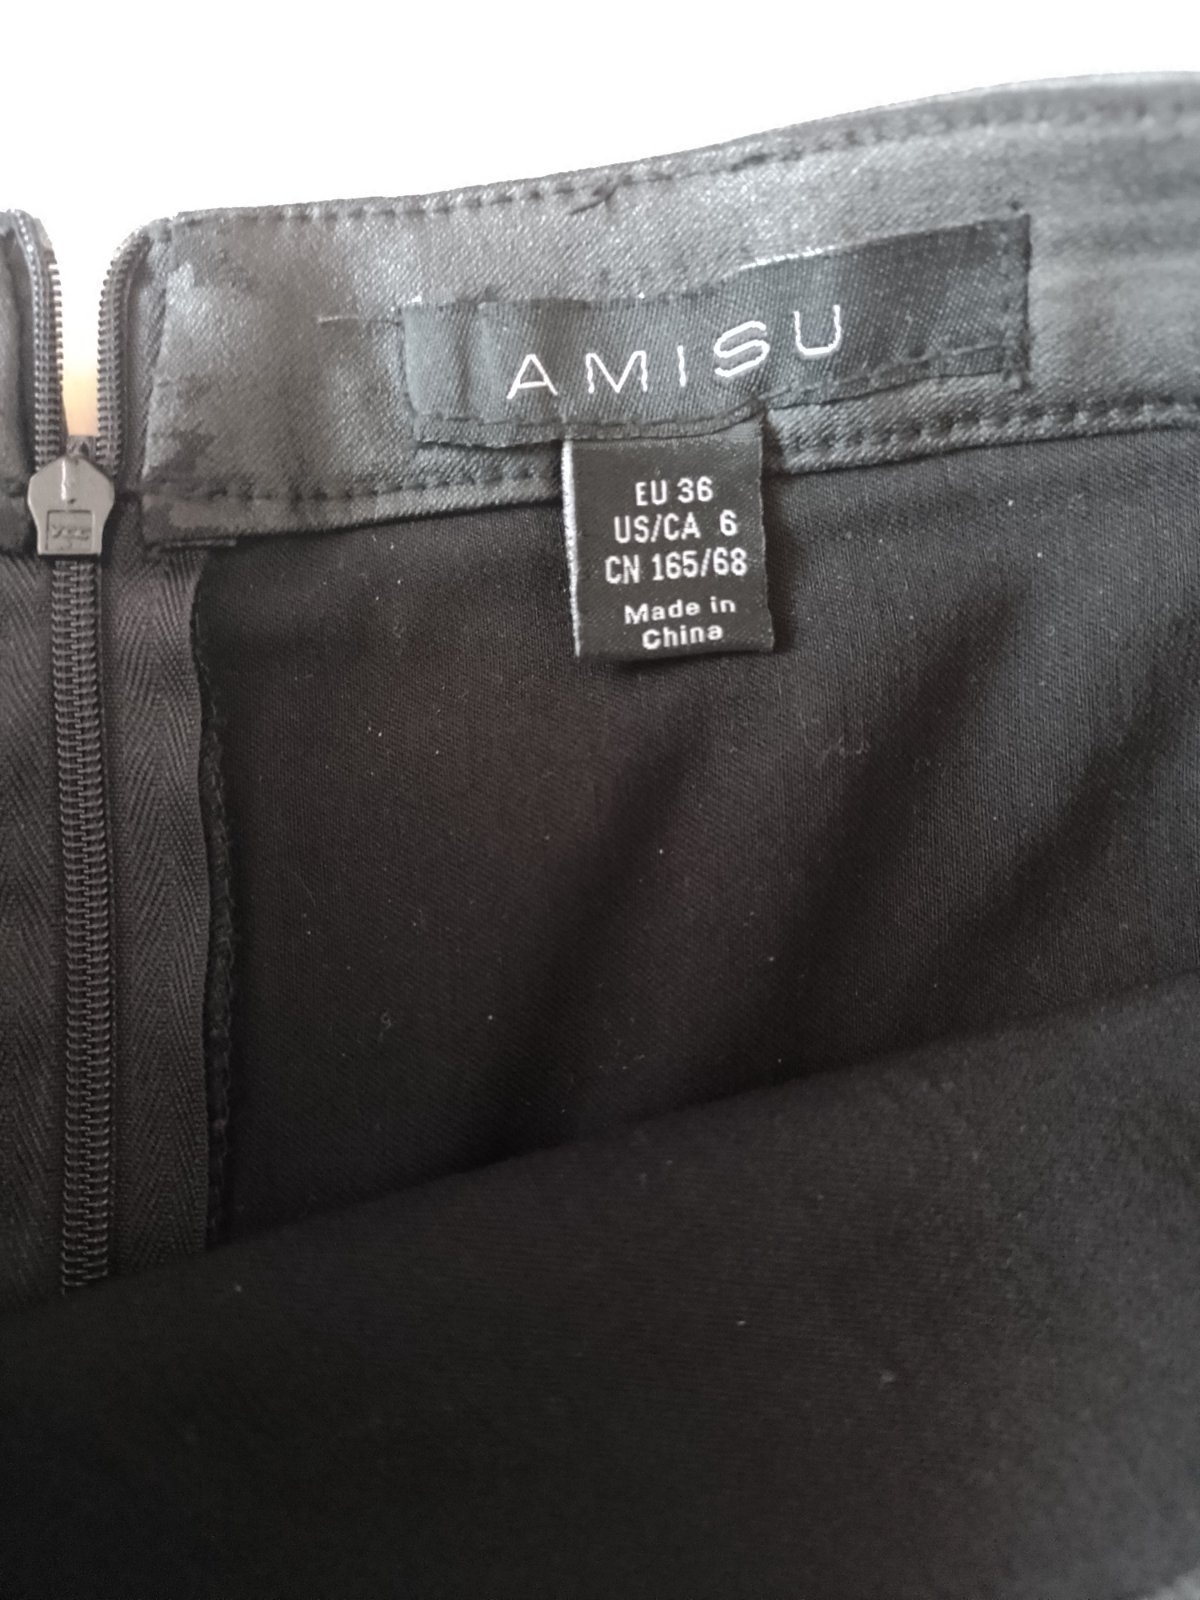 AMISU
EU 36
US/CA 6
CN 165/68
Made in
China